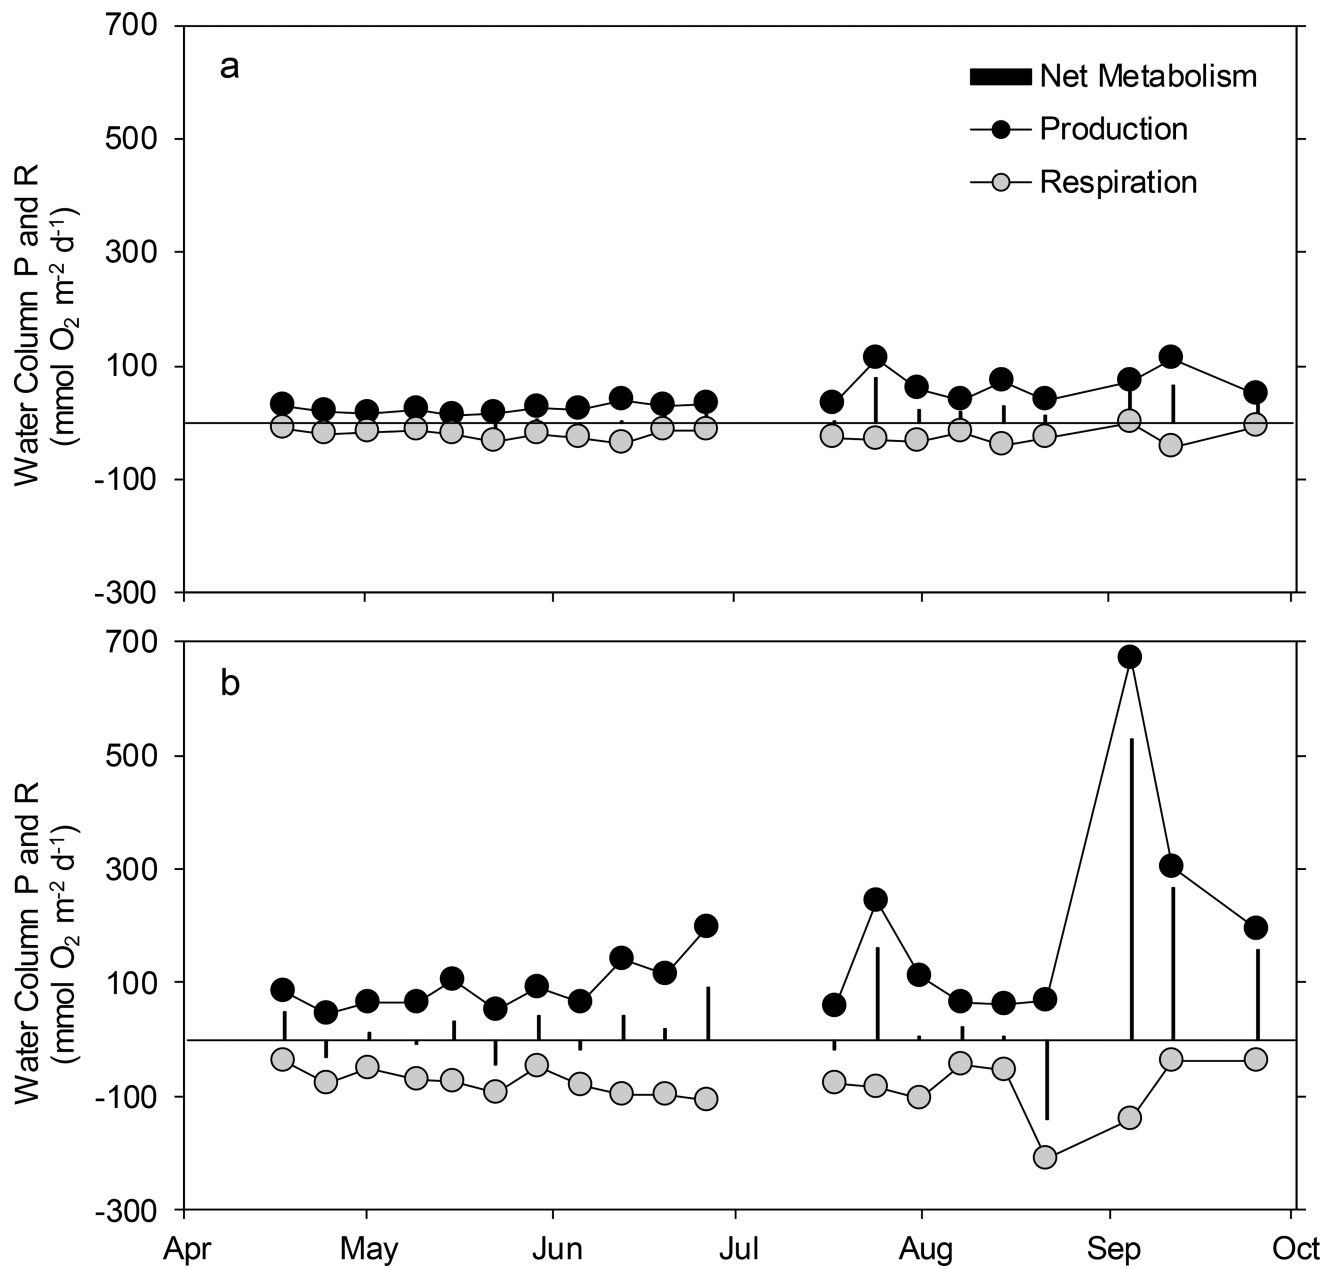 700
500
300
100
-100
-300
Water Column P and R
(mmol O₂ m⁻² d⁻¹)
a
Net Metabolism
Production
Respiration
700
500
300
100
-100
-300
Water Column P and R
(mmol O₂ m⁻² d⁻¹)
b
Apr May Jun Jul Aug Sep Oct